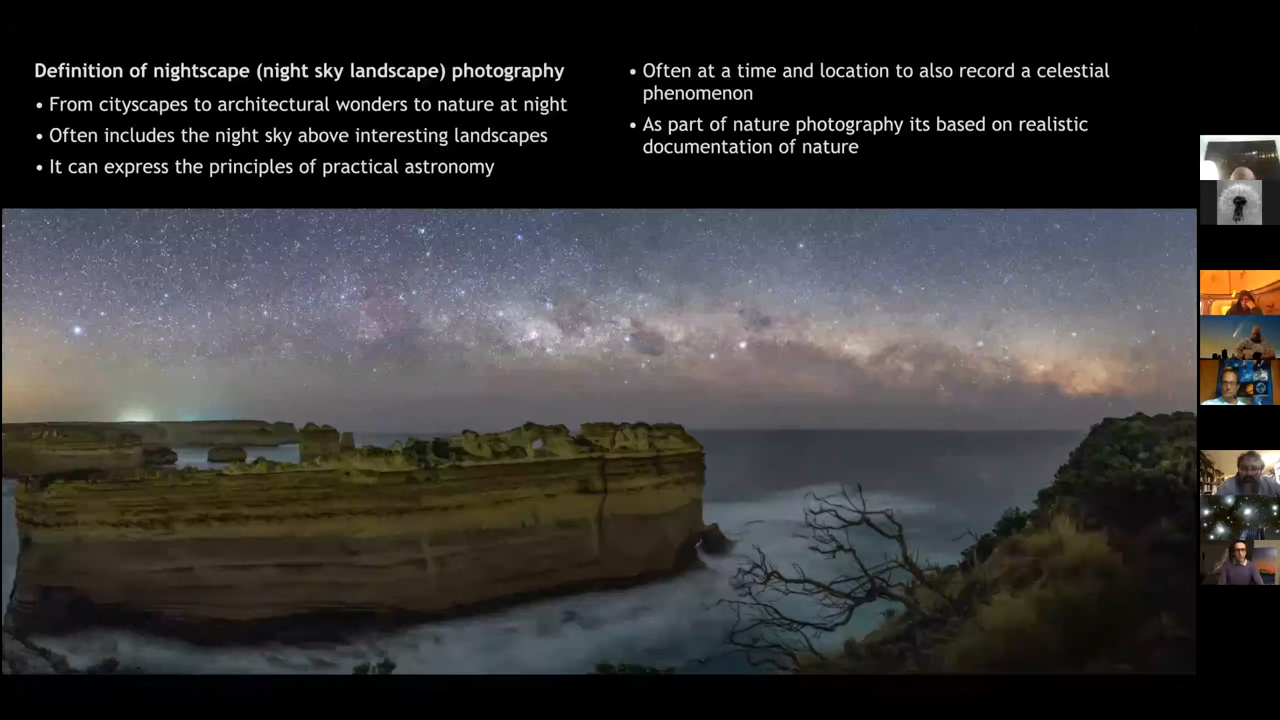 Definition of nightscape (night sky landscape) photography
• From cityscapes to architectural wonders to nature at night
• Often includes the night sky above interesting landscapes
• It can express the principles of practical astronomy
• Often at a time and location to also record a celestial
phenomenon
• As part of nature photography its based on realistic
documentation of nature